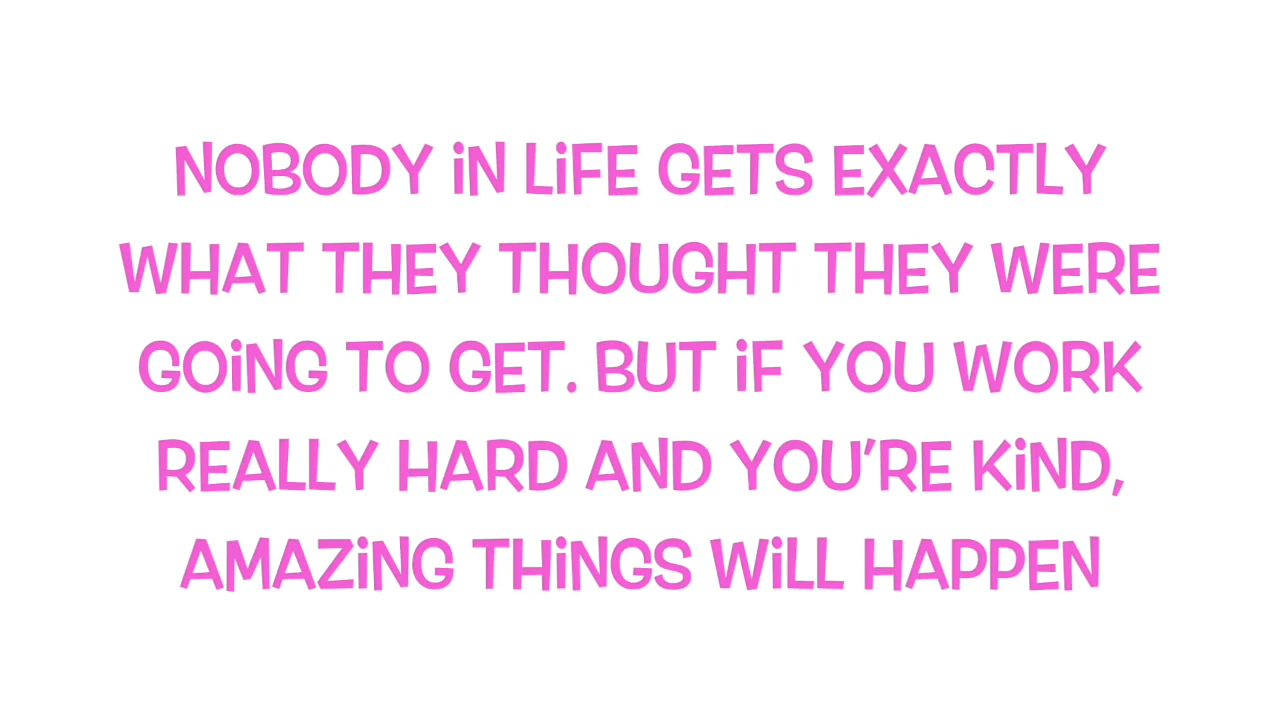 NOBODY iN LiFE GETS EXACTLY
WHAT THEY THOUGHT THEY WERE
GOiNG TO GET. BUT iF YOU WORK
REALLY HARD AND YOU'RE KiND,
AMAZiNG THiNGS WiLL HAPPEN